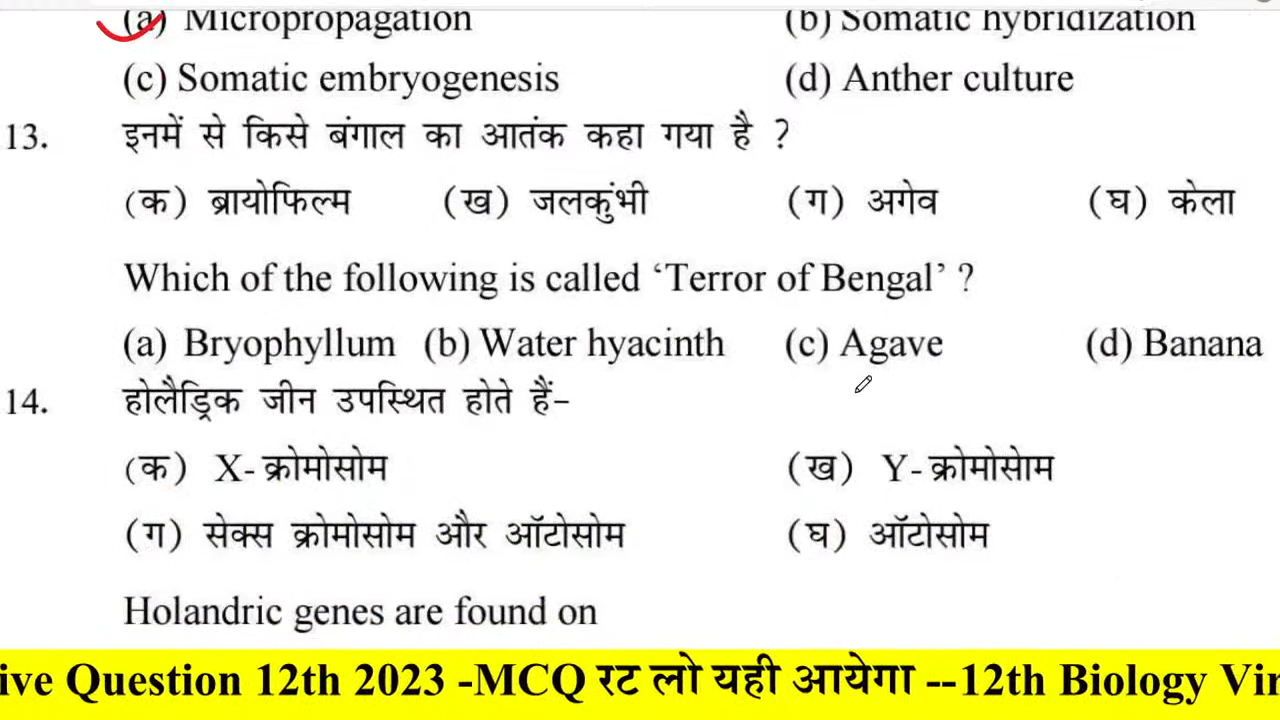 (a) Micropropagation (b) Somatic hybridization
(c) Somatic embryogenesis (d) Anther culture
13. इनमें से किसे बंगाल का आतंक कहा गया है ?
(क) ब्रायोफिल्म (ख) जलकुंभी (ग) अगेव (घ) केला
Which of the following is called ‘Terror of Bengal’ ?
(a) Bryophyllum (b) Water hyacinth (c) Agave (d) Banana
14. होलैड्रिक जीन उपस्थित होते हैं–
(क) X-क्रोमोसोम (ख) Y-क्रोमोसेाम
(ग) सेक्स क्रोमोसोम और ऑटोसोम (घ) ऑटोसोम
Holandric genes are found on
ive Question 12th 2023 -MCQ रट लो यही आयेगा --12th Biology Vir